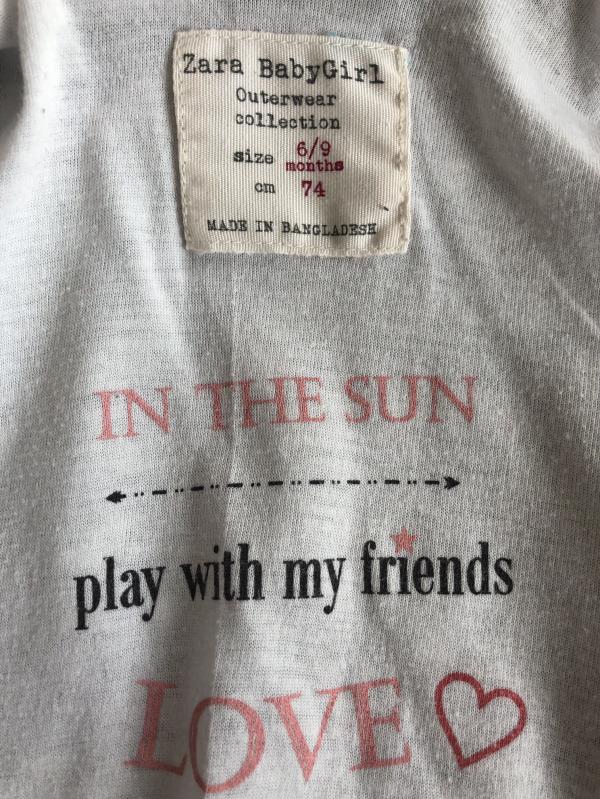 Zara BabyGirl
Outerwear
collection
size 6/9 months
cm 74
MADE IN BANGLADESH
IN THE SUN
play with my friends
LOVE